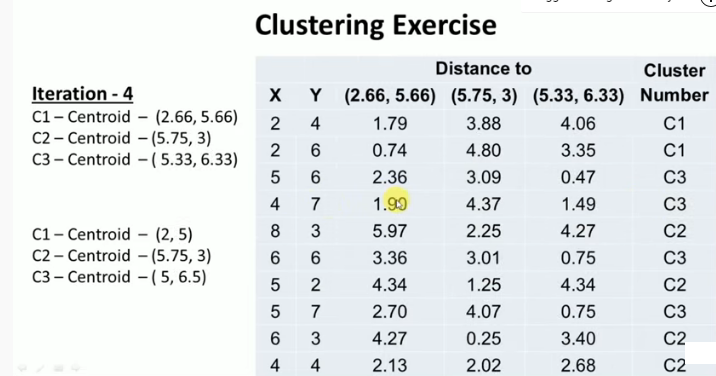 Clustering Exercise
Iteration - 4
C1 – Centroid – (2.66, 5.66)
C2 – Centroid – (5.75, 3)
C3 – Centroid – ( 5.33, 6.33)
C1 – Centroid – (2, 5)
C2 – Centroid – (5.75, 3)
C3 – Centroid – ( 5, 6.5)
Distance to Cluster
X Y (2.66, 5.66) (5.75, 3) (5.33, 6.33) Number
2 4 1.79 3.88 4.06 C1
2 6 0.74 4.80 3.35 C1
5 6 2.36 3.09 0.47 C3
4 7 1.90 4.37 1.49 C3
8 3 5.97 2.25 4.27 C2
6 6 3.36 3.01 0.75 C3
5 2 4.34 1.25 4.34 C2
5 7 2.70 4.07 0.75 C3
6 3 4.27 0.25 3.40 C2
4 4 2.13 2.02 2.68 C2